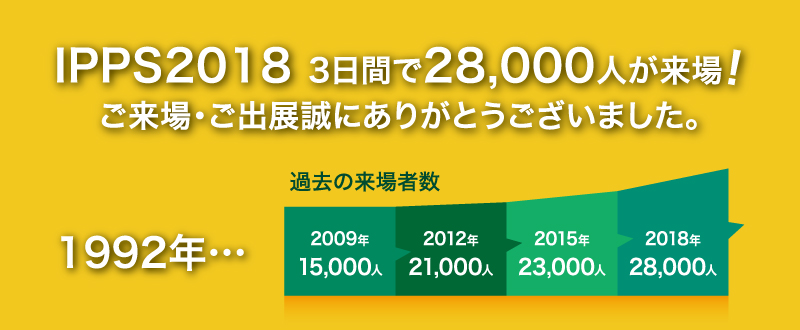 IPPS2018 3日間で28,000人が来場!
ご来場・ご出展誠にありがとうございました。
過去の来場者数
1992年…
2009年
15,000人
2012年
21,000人
2015年
23,000人
2018年
28,000人